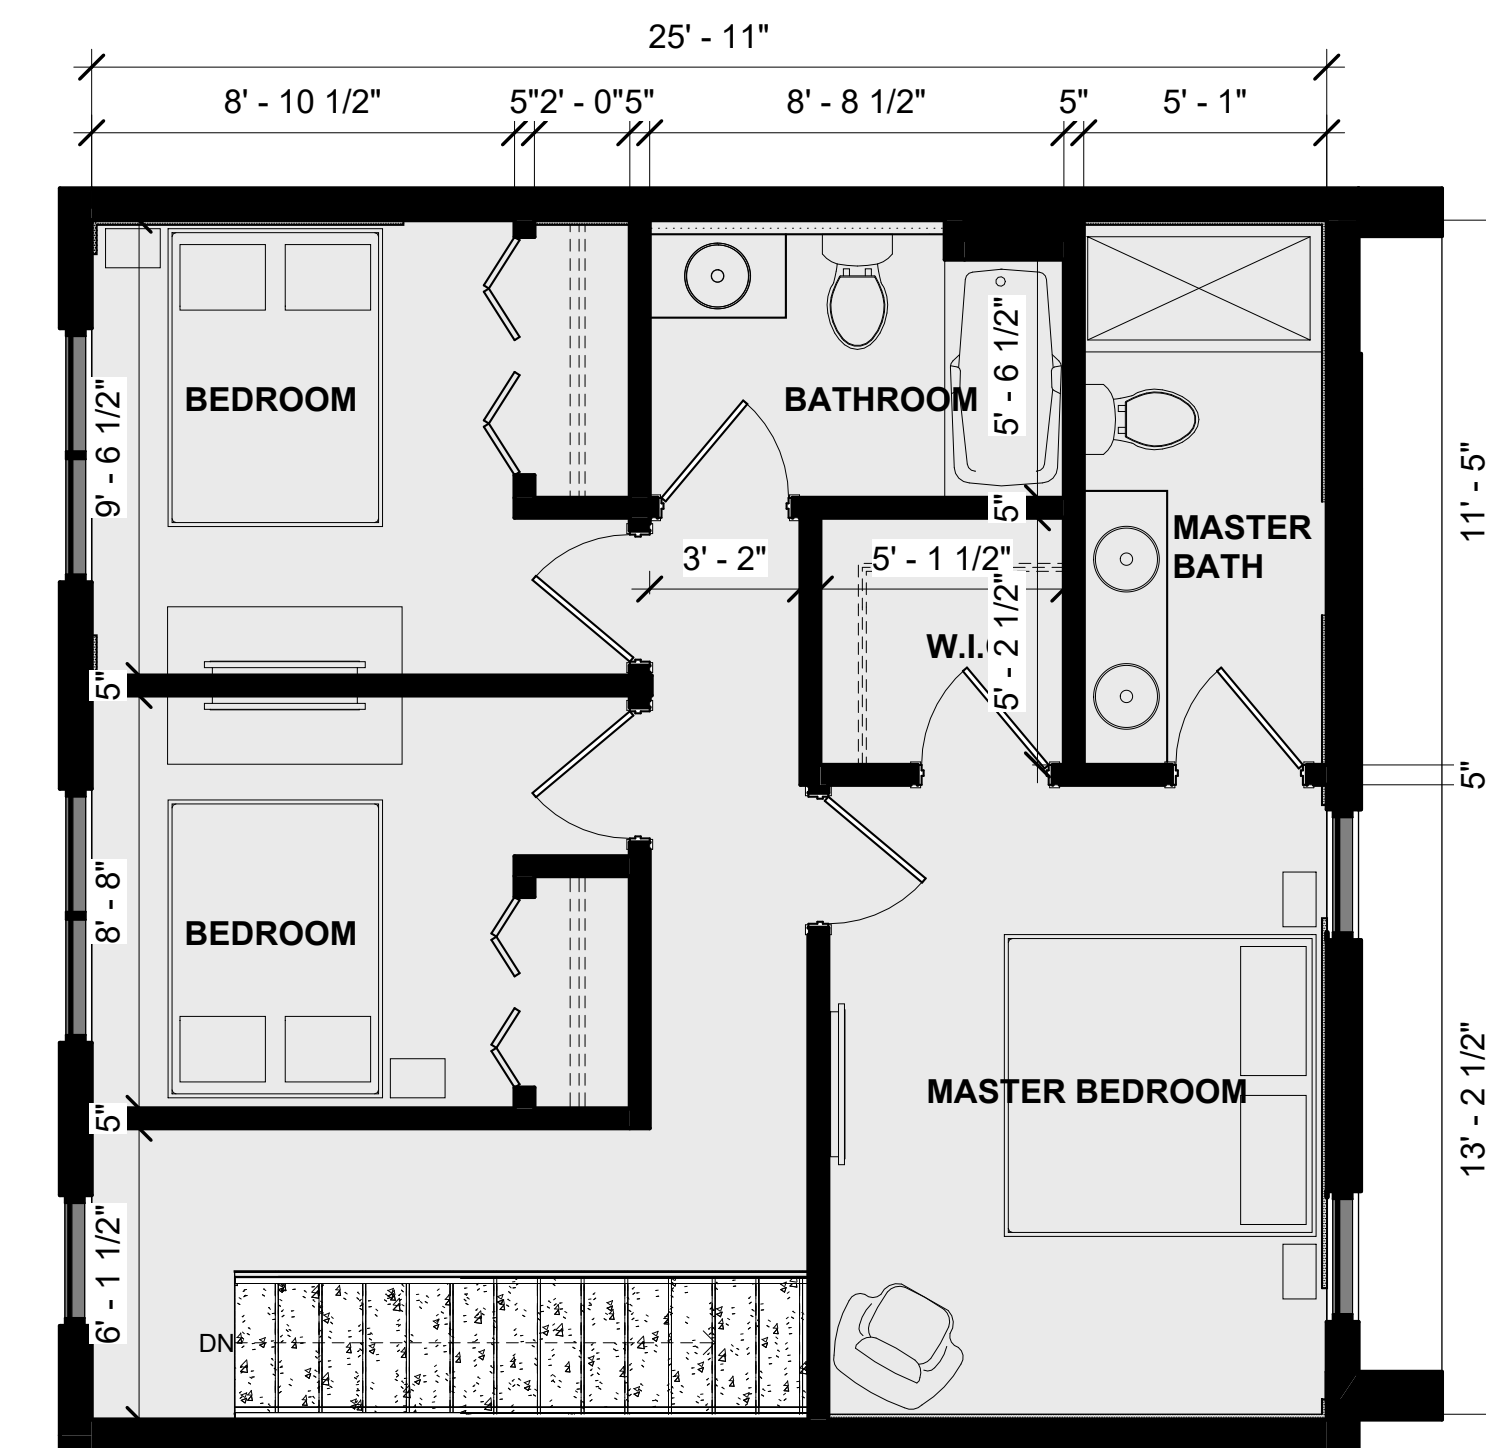 25' - 11"
8' - 10 1/2"
5"
2' - 0"
5"
8' - 8 1/2"
5"
5' - 1"
BEDROOM
BATHROOM
5' - 6 1/2"
9' - 6 1/2"
11' - 5"
5"
MASTER
BATH
3' - 2"
5' - 1 1/2"
W.I.
5' - 2 1/2"
5"
5"
8' - 8"
BEDROOM
MASTER BEDROOM
13' - 2 1/2"
5"
6' - 1 1/2"
DN